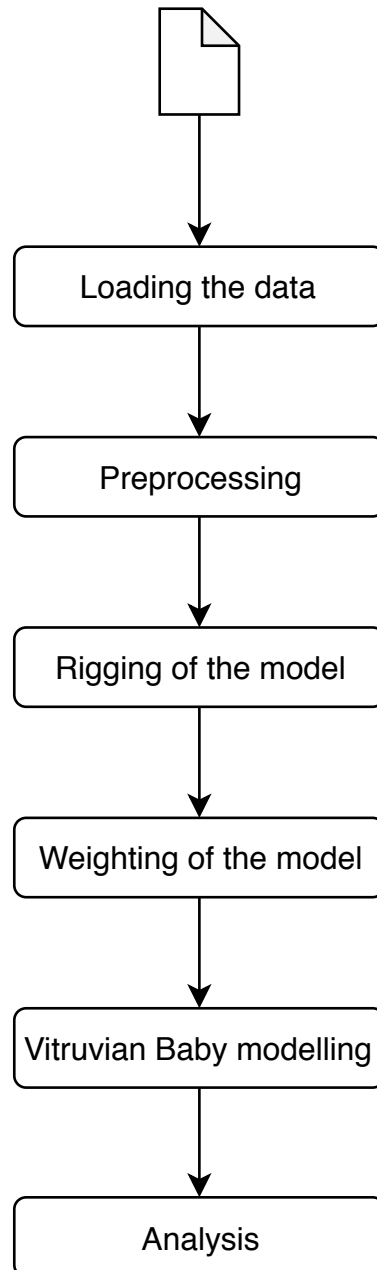 Loading the data
Preprocessing
Rigging of the model
Weighting of the model
Vitruvian Baby modelling
Analysis